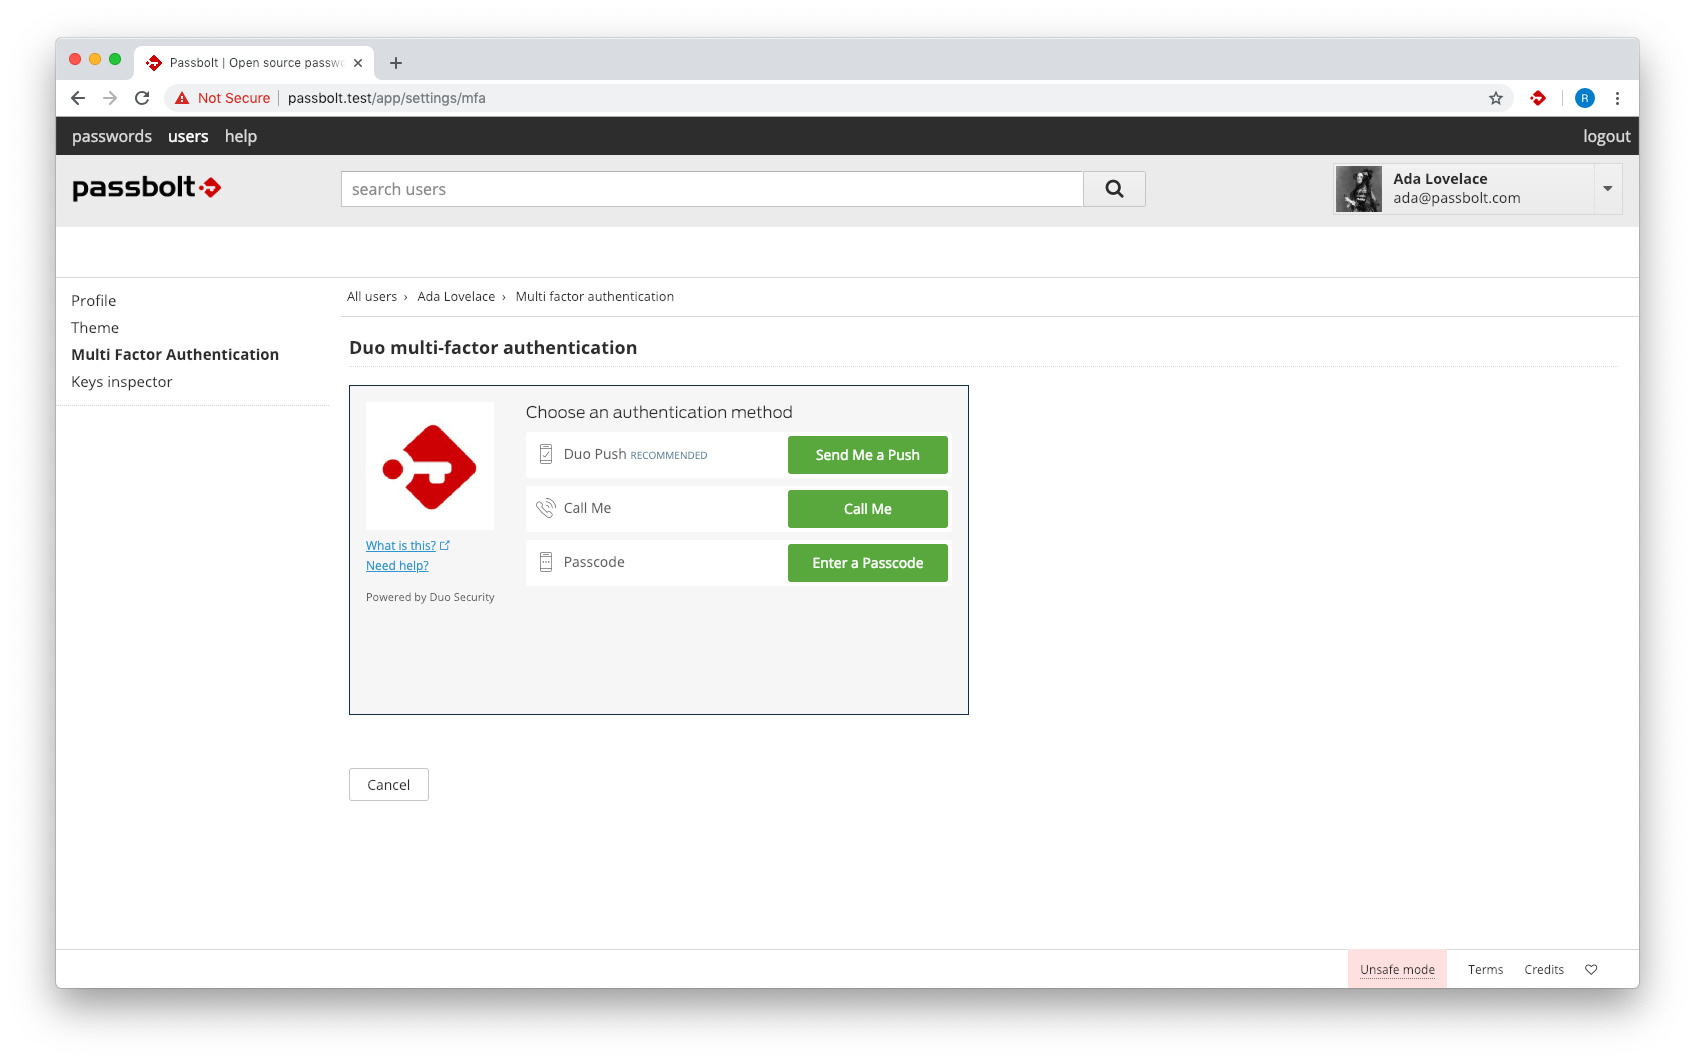 Passbolt | Open source passw
Not Secure passbolt.test/app/settings/mfa
R
passwords users help logout
passbolt
search users
Ada Lovelace
ada@passbolt.com
Profile
Theme
Multi Factor Authentication
Keys inspector
All users › Ada Lovelace › Multi factor authentication
Duo multi-factor authentication
What is this?
Need help?
Powered by Duo Security
Choose an authentication method
Duo Push RECOMMENDED Send Me a Push
Call Me Call Me
Passcode Enter a Passcode
Cancel
Unsafe mode Terms Credits